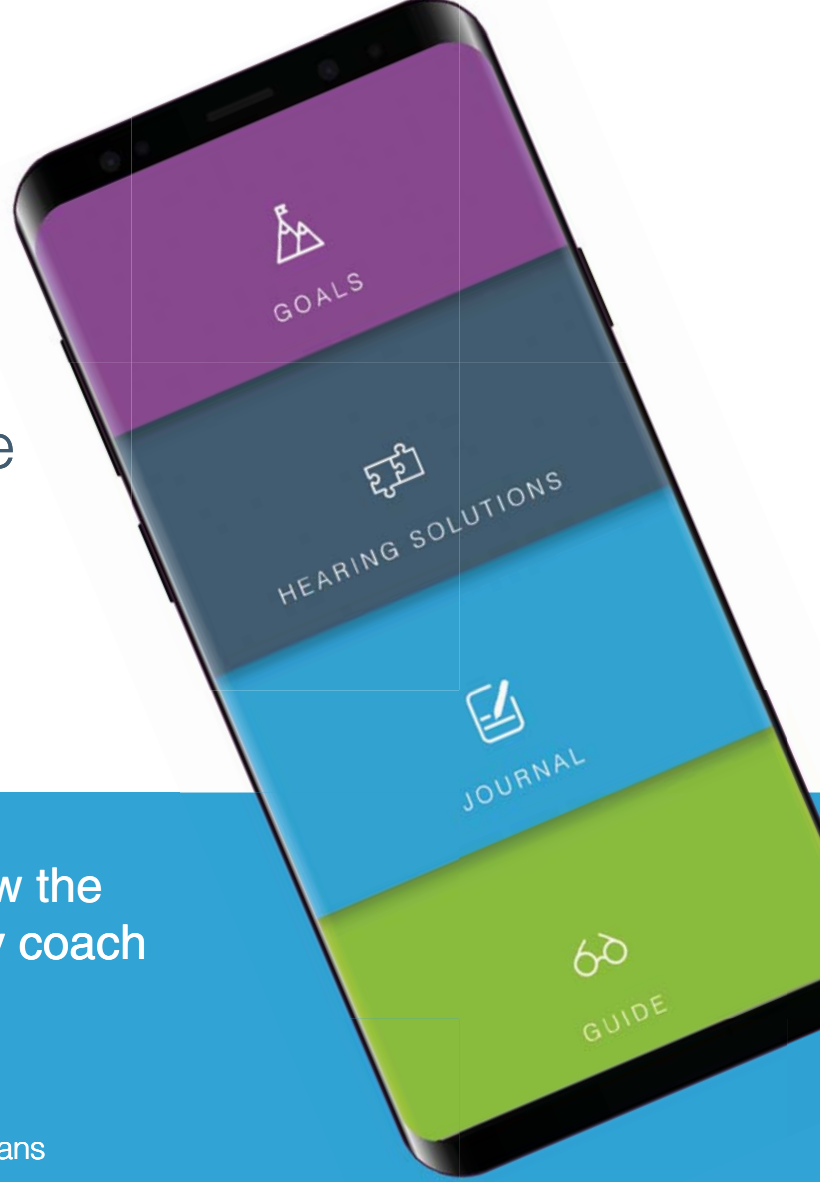 e
GOALS
HEARING SOLUTIONS
JOURNAL
GUIDE
w the
coach
ans